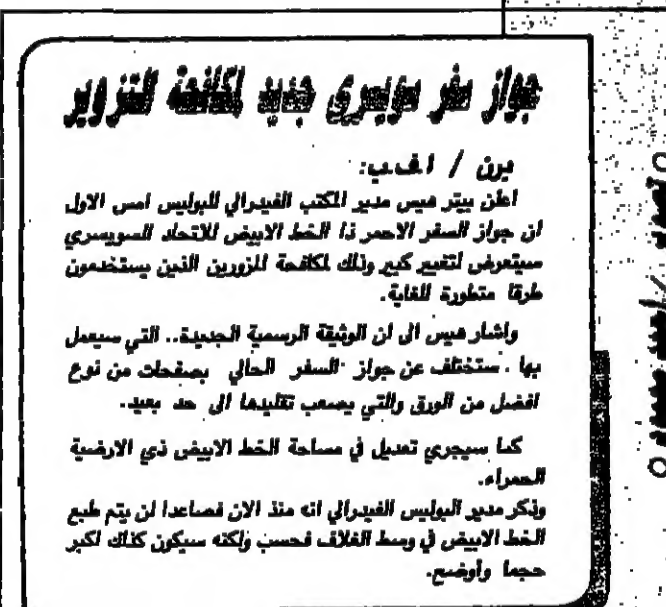 جواز سفر سويسري جديد لمكافحة التزوير
برن / ا.ف.ب:
اعلن بيتر هيس مدير المكتب الفيدرالي للبوليس امس الاول
ان جواز السفر الاحمر ذا الخط الابيض للاتحاد السويسري
سيتعرض لتغيير كبير وذلك لمكافحة المزورين الذين يستخدمون
طرقا متطورة للغاية.
واشار هيس الى ان الوثيقة الرسمية الجديدة.. التي سيعمل
بها . ستختلف عن جواز السفر الحالي بصفحات من نوع
افضل من الورق والتي يصعب تقليدها الى حد بعيد..
كما سيجري تعديل في مساحة الخط الابيض ذي الارضية
الحمراء.
وذكر مدير البوليس الفيدرالي انه منذ الان فصاعدا لن يتم طبع
الخط الابيض في وسط الغلاف فحسب ولكنه سيكون كذلك اكبر
حجما واوضح.
تصوير / احمد